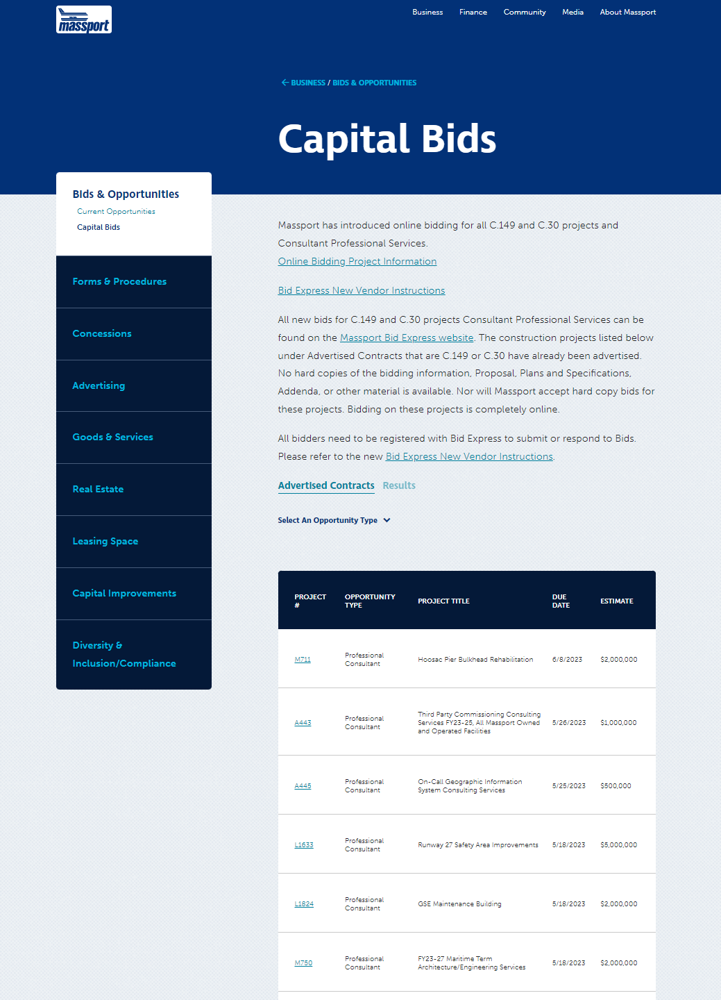 massport
Business Finance Community Media About Massport
BUSINESS / BIDS & OPPORTUNITIES
Capital Bids
Bids & Opportunities
Current Opportunities
Capital Bids
Forms & Procedures
Concessions
Advertising
Goods & Services
Real Estate
Leasing Space
Capital Improvements
Diversity &
Inclusion/Compliance
Massport has introduced online bidding for all C.149 and C.30 projects and
Consultant Professional Services.
Online Bidding Project Information
Bid Express New Vendor Instructions
All new bids for C.149 and C.30 projects Consultant Professional Services can be
found on the Massport Bid Express website. The construction projects listed below
under Advertised Contracts that are C.149 or C.30 have already been advertised.
No hard copies of the bidding information, Proposal, Plans and Specifications,
Addenda, or other material is available. Nor will Massport accept hard copy bids for
these projects. Bidding on these projects is completely online.
All bidders need to be registered with Bid Express to submit or respond to Bids.
Please refer to the new Bid Express New Vendor Instructions.
Advertised Contracts Results
Select An Opportunity Type
PROJECT # OPPORTUNITY TYPE PROJECT TITLE DUE DATE ESTIMATE
M711 Professional Consultant Hoosac Pier Bulkhead Rehabilitation 6/8/2023 $2,000,000
A443 Professional Consultant Third Party Commissioning Consulting Services FY23-25, All Massport Owned and Operated Facilities 5/26/2023 $1,000,000
A445 Professional Consultant On-Call Geographic Information System Consulting Services 5/25/2023 $500,000
L1633 Professional Consultant Runway 27 Safety Area Improvements 5/18/2023 $5,000,000
L1824 Professional Consultant GSE Maintenance Building 5/18/2023 $2,000,000
M750 Professional Consultant FY23-27 Maritime Term Architecture/Engineering Services 5/18/2023 $2,000,000